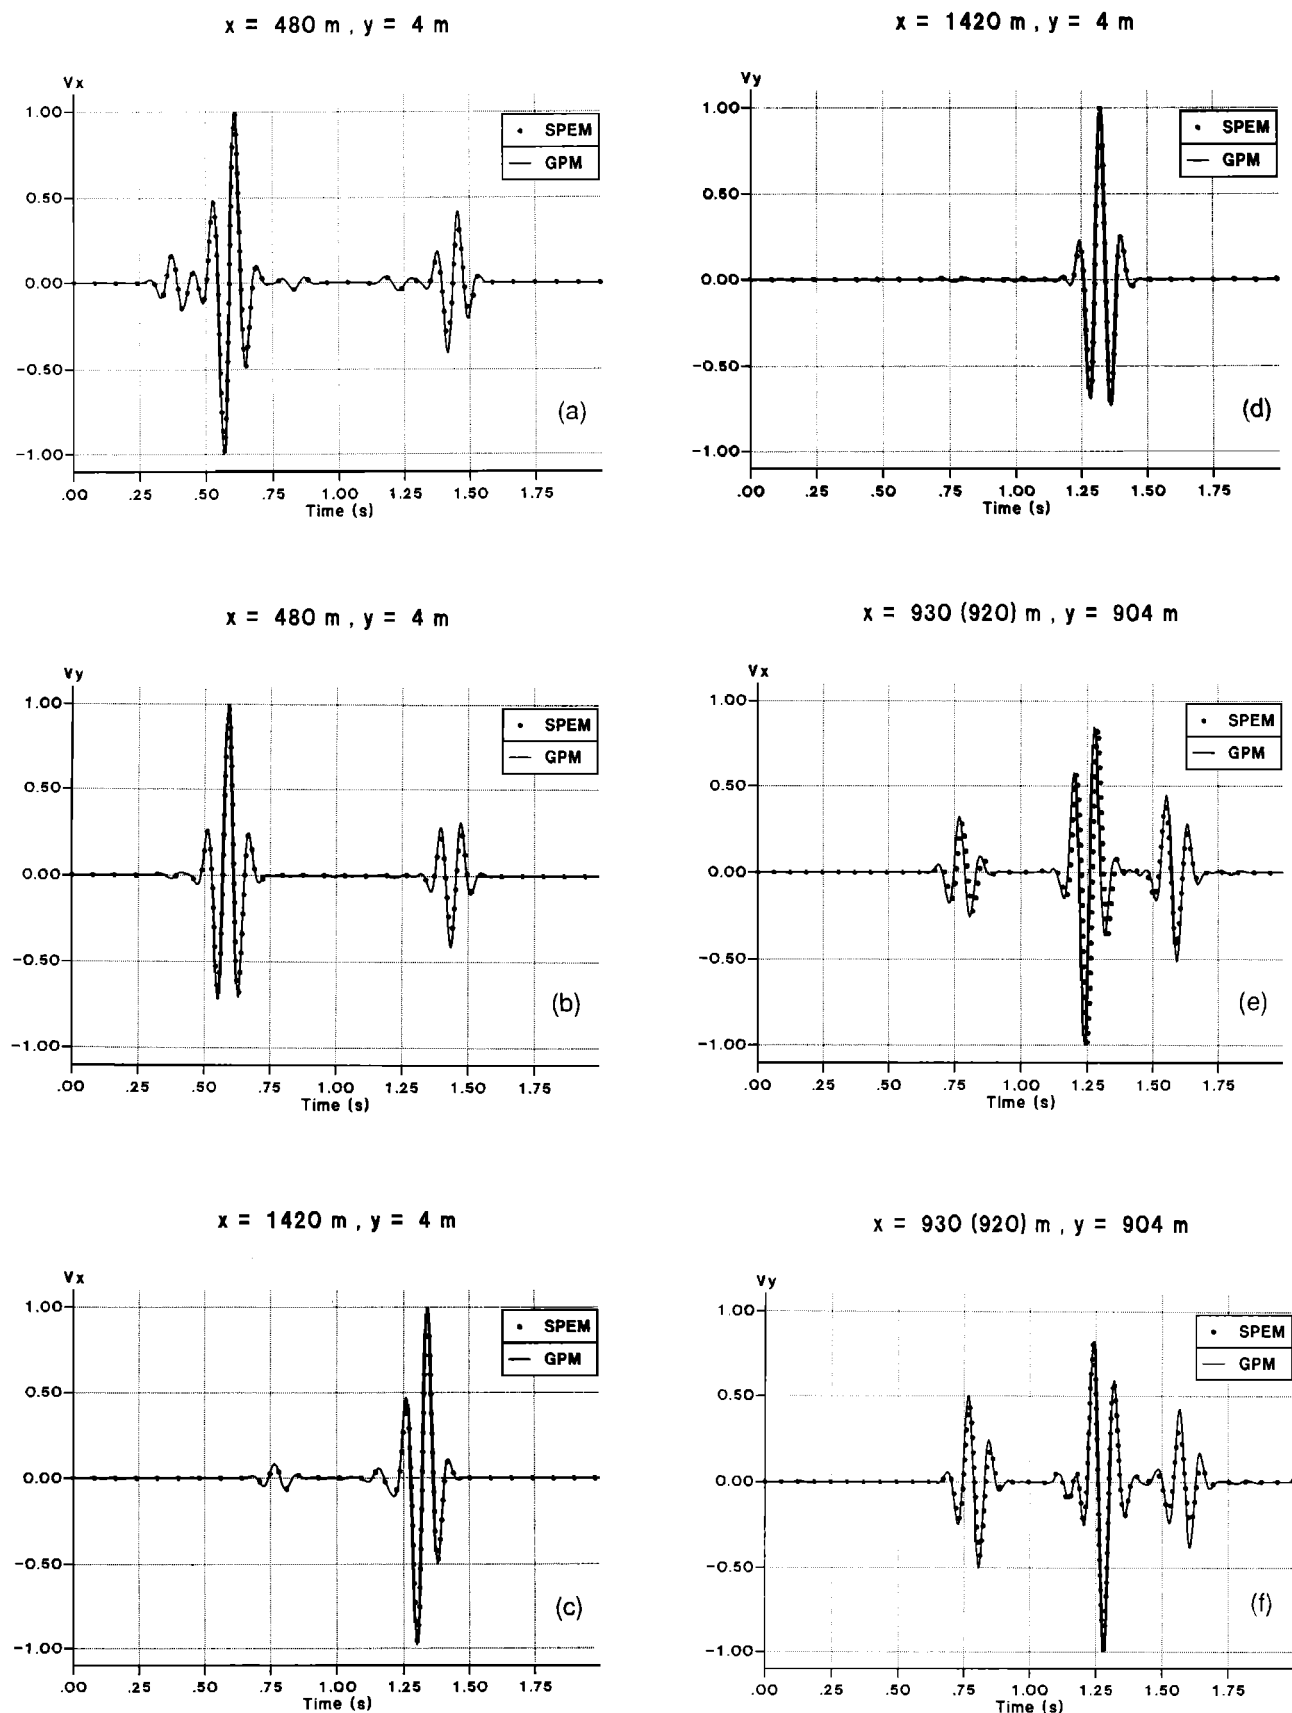 x = 480 m , y = 4 m
Vx
1.00
0.50
0.00
−0.50
−1.00
SPEM
GPM
(a)
.00 .25 .50 .75 1.00 1.25 1.50 1.75
Time (s)
x = 480 m , y = 4 m
Vy
1.00
0.50
0.00
−0.50
−1.00
SPEM
GPM
(b)
.00 .25 .50 .75 1.00 1.25 1.50 1.75
Time (s)
x = 1420 m , y = 4 m
Vx
1.00
0.50
0.00
−0.50
−1.00
SPEM
GPM
(c)
.00 .25 .50 .75 1.00 1.25 1.50 1.75
Time (s)
x = 1420 m , y = 4 m
Vy
1.00
0.50
0.00
−0.50
−1.00
SPEM
GPM
(d)
.00 .25 .50 .75 1.00 1.25 1.50 1.75
Time (s)
x = 930 (920) m , y = 904 m
Vx
1.00
0.50
0.00
−0.50
−1.00
SPEM
GPM
(e)
.00 .25 .50 .75 1.00 1.25 1.50 1.75
Time (s)
x = 930 (920) m , y = 904 m
Vy
1.00
0.50
0.00
−0.50
−1.00
SPEM
GPM
(f)
.00 .25 .50 .75 1.00 1.25 1.50 1.75
Time (s)